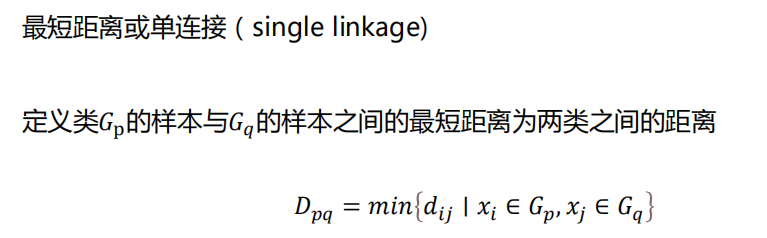 最短距离或单连接（single linkage)
定义类Gp的样本与Gq的样本之间的最短距离为两类之间的距离
Dpq = min{dij ∣ xi ∈ Gp, xj ∈ Gq}